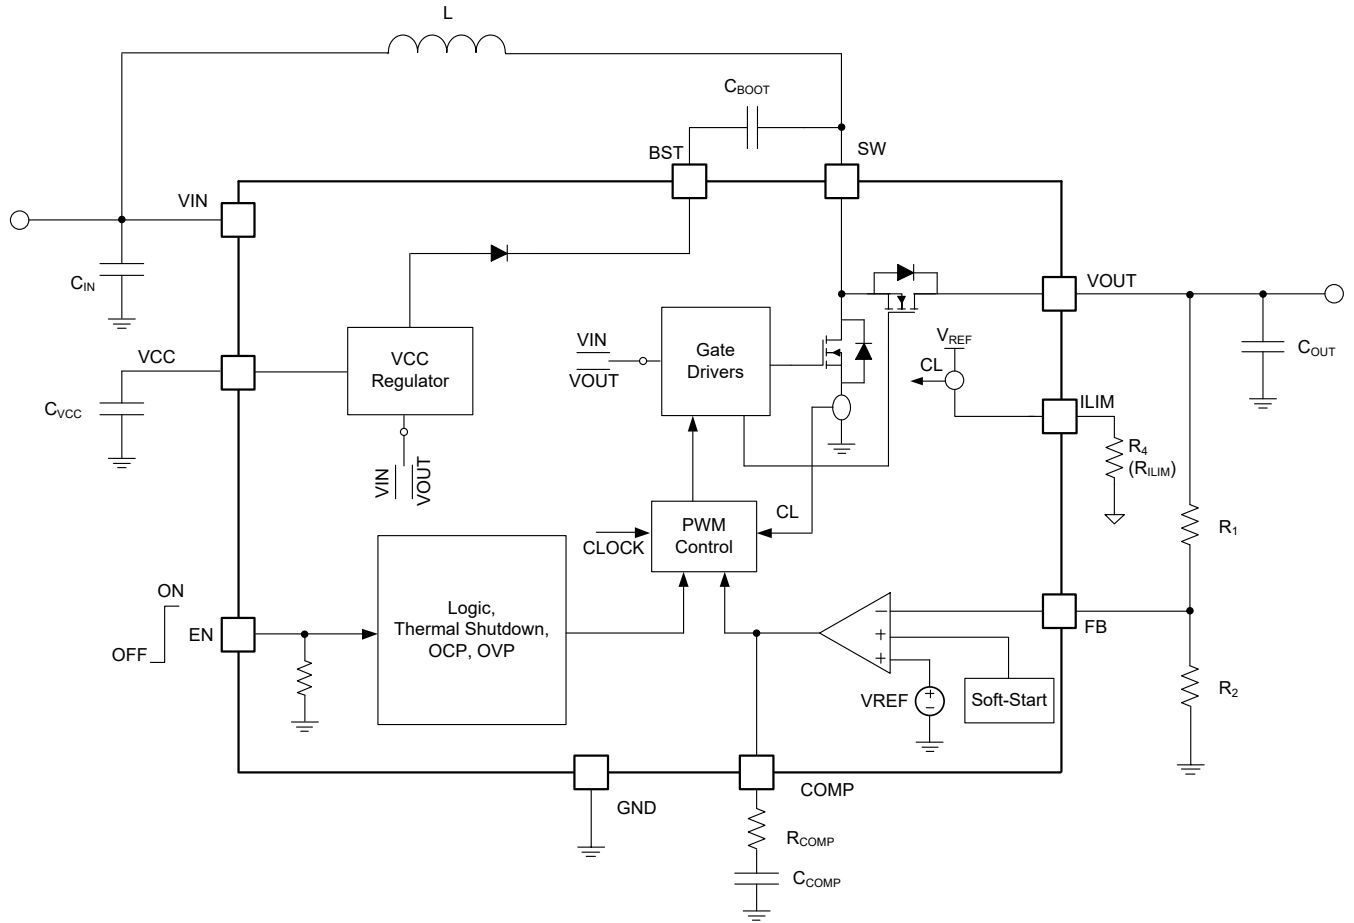 L
CBOOT
BST
SW
VIN
CIN
VOUT
VCC
Regulator
VIN
VOUT
Gate
Drivers
VREF
CL
COUT
VCC
CVCC
ILIM
R4
(RILIM)
VIN
VOUT
CL
PWM
Control
CLOCK
R1
ON
OFF
EN
Logic,
Thermal Shutdown,
OCP, OVP
−
+
+
FB
VREF
+
−
Soft-Start
R2
GND
COMP
RCOMP
CCOMP